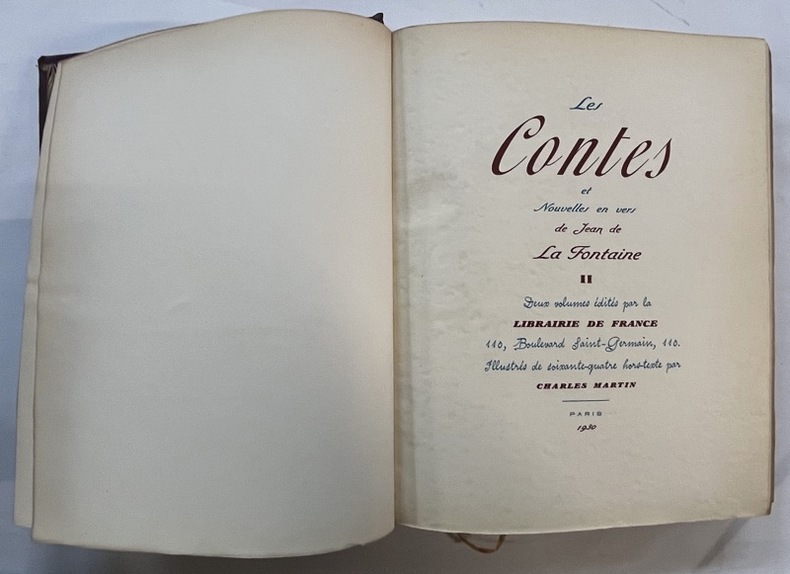 Les
Contes
et
Nouvelles en vers
de Jean de
La Fontaine
II
Deux volumes édités par la
LIBRAIRIE DE FRANCE
110, Boulevard Saint-Germain, 110.
Illustrés de soixante-quatre hors-texte par
CHARLES MARTIN
PARIS
1930